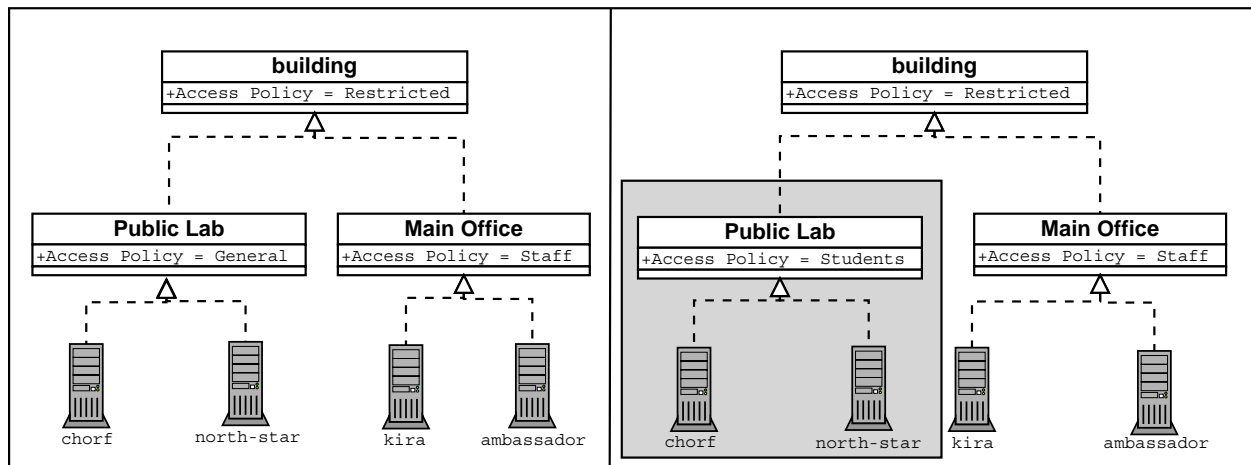 building
+Access Policy = Restricted
Public Lab
+Access Policy = General
Main Office
+Access Policy = Staff
chorf
north-star
kira
ambassador
building
+Access Policy = Restricted
Public Lab
+Access Policy = Students
Main Office
+Access Policy = Staff
chorf
north-star
kira
ambassador